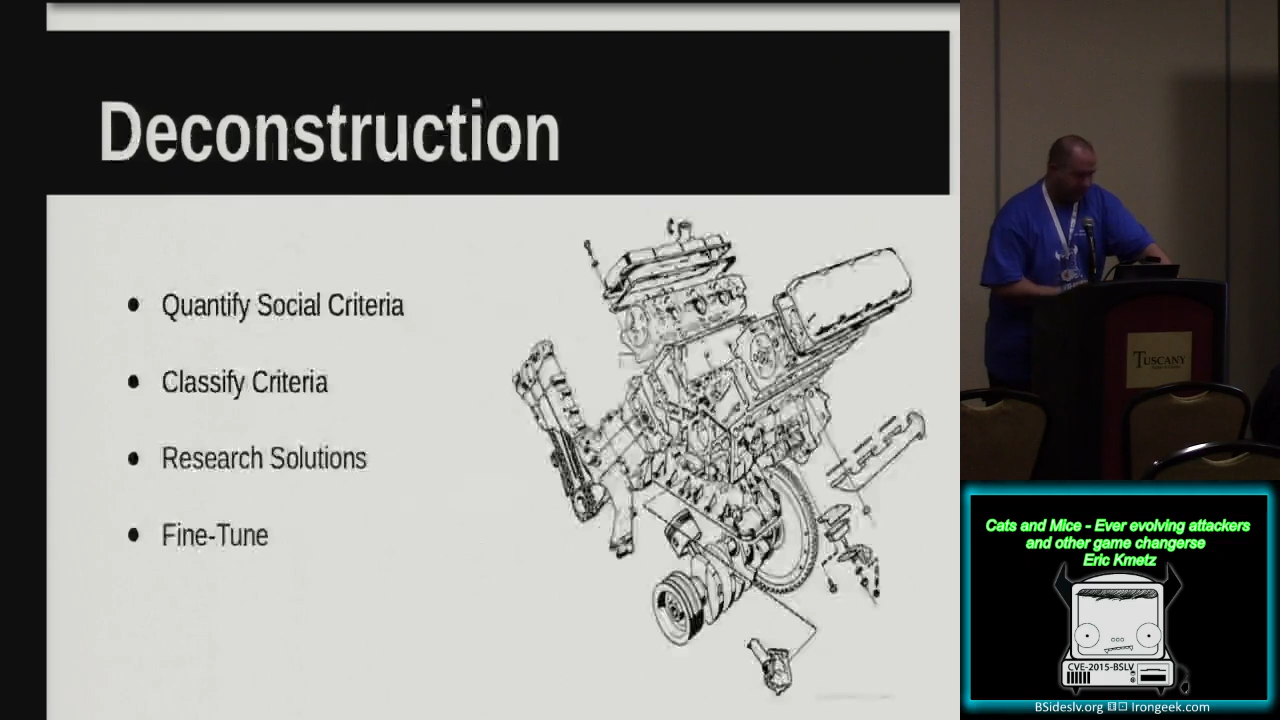 Deconstruction
• Quantify Social Criteria
• Classify Criteria
• Research Solutions
• Fine-Tune
TUSCANY
Cats and Mice - Ever evolving attackers
and other game changerse
Eric Kmetz
CVE-2015-BSLV
BSideslv.org Irongeek.com